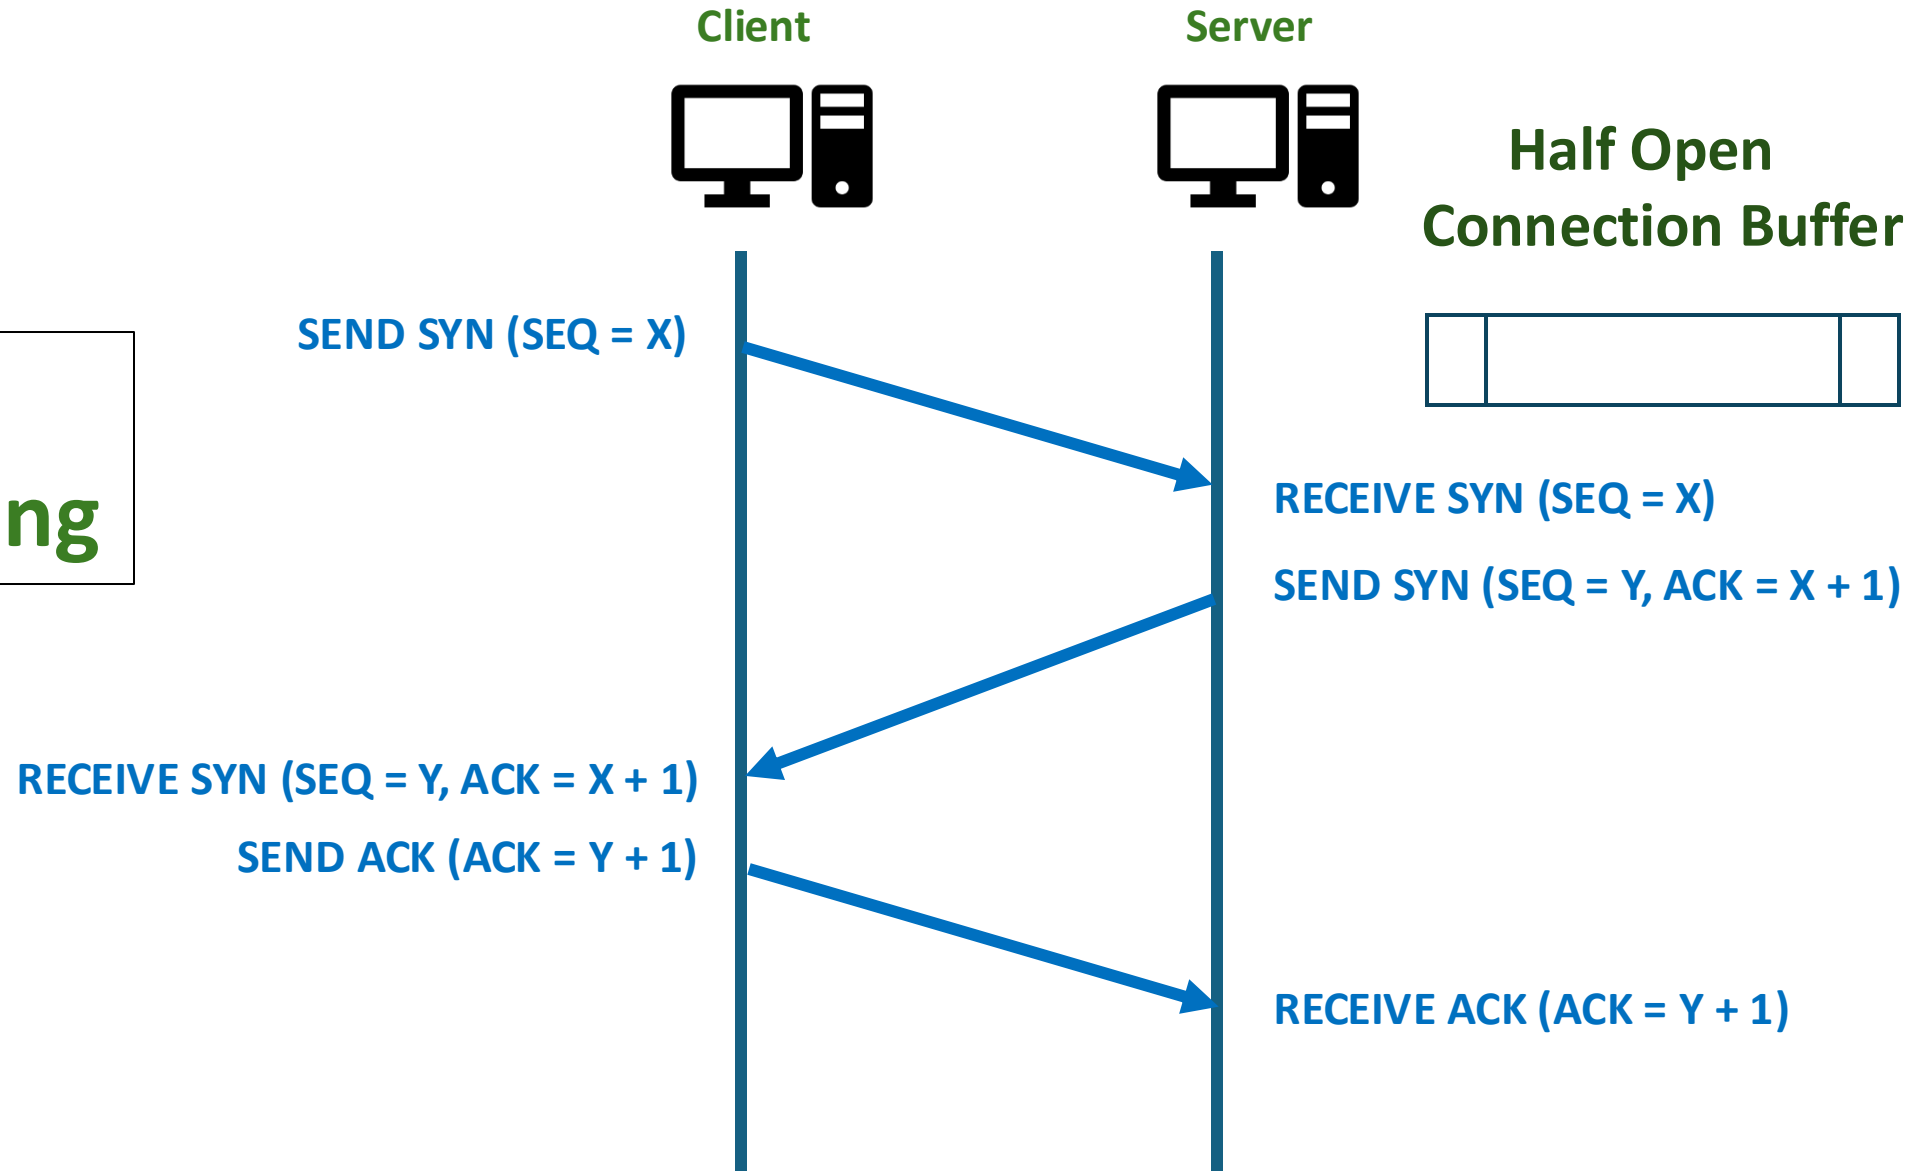 Client
Server
Half Open
Connection Buffer
SEND SYN (SEQ = X)
RECEIVE SYN (SEQ = X)
ng
SEND SYN (SEQ = Y, ACK = X + 1)
RECEIVE SYN (SEQ = Y, ACK = X + 1)
SEND ACK (ACK = Y + 1)
RECEIVE ACK (ACK = Y + 1)